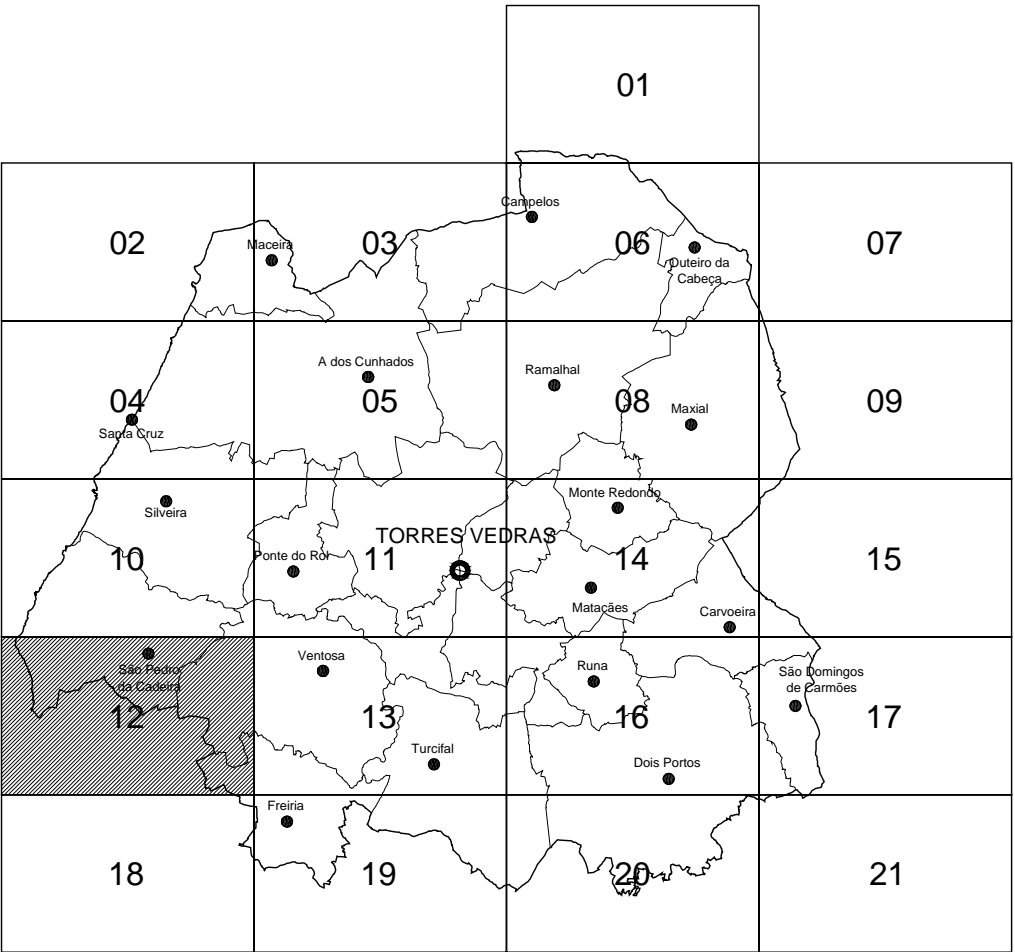 01
Campelos
02
Maceira
03
06
Outeiro da
Cabeça
07
A dos Cunhados
Ramalhal
04
Santa Cruz
05
08
Maxial
09
Silveira
Monte Redondo
TORRES VEDRAS
10
Ponte do Rol
11
14
15
Matacães
Carvoeira
São Pedro
da Cadeira
Ventosa
Runa
São Domingos
de Carmões
12
13
16
17
Turcifal
Dois Portos
Freiria
18
19
20
21